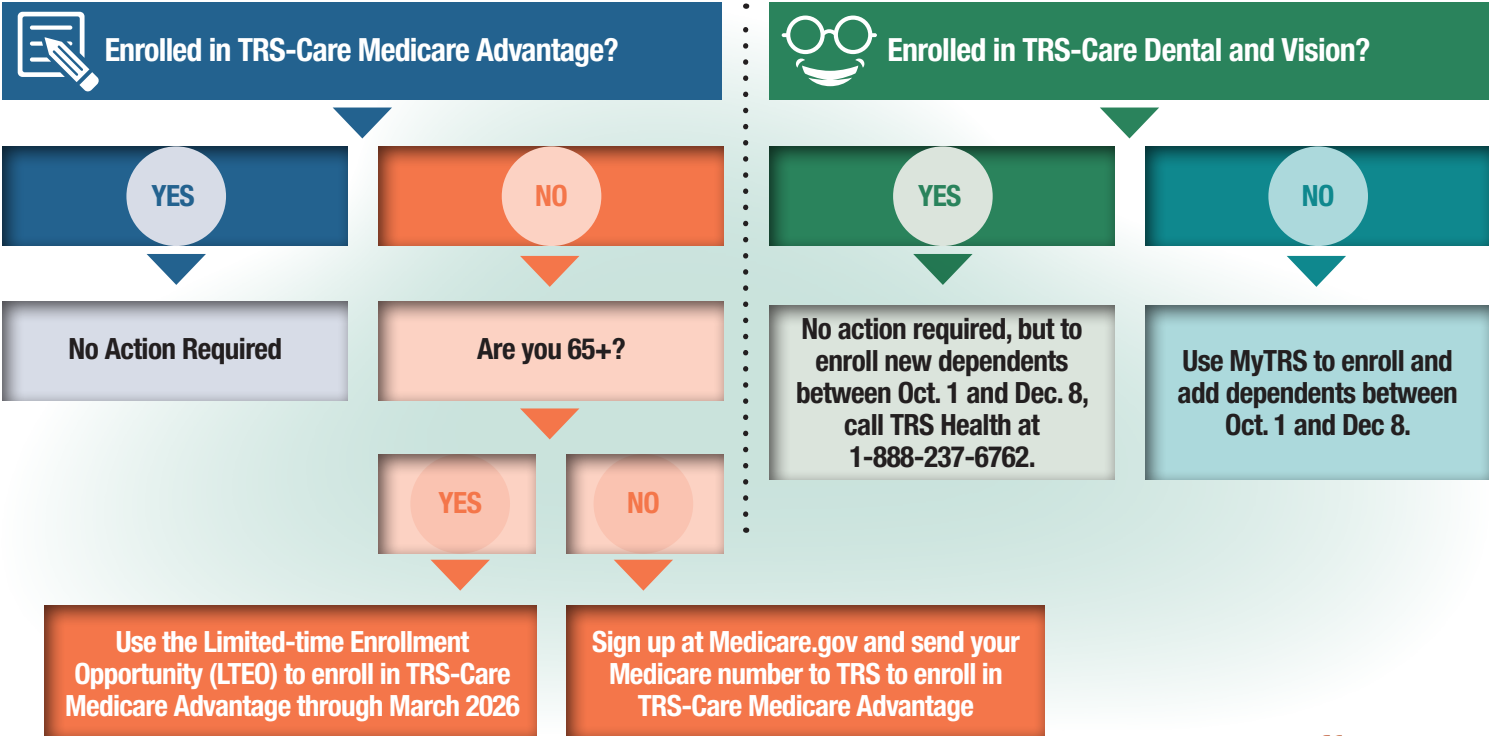 Enrolled in TRS-Care Medicare Advantage?
YES
NO
No Action Required
Are you 65+?
YES
NO
Use the Limited-time Enrollment
Opportunity (LTEO) to enroll in TRS-Care
Medicare Advantage through March 2026
Sign up at Medicare.gov and send your
Medicare number to TRS to enroll in
TRS-Care Medicare Advantage
Enrolled in TRS-Care Dental and Vision?
YES
NO
No action required, but to
enroll new dependents
between Oct. 1 and Dec. 8,
call TRS Health at
1-888-237-6762.
Use MyTRS to enroll and
add dependents between
Oct. 1 and Dec 8.